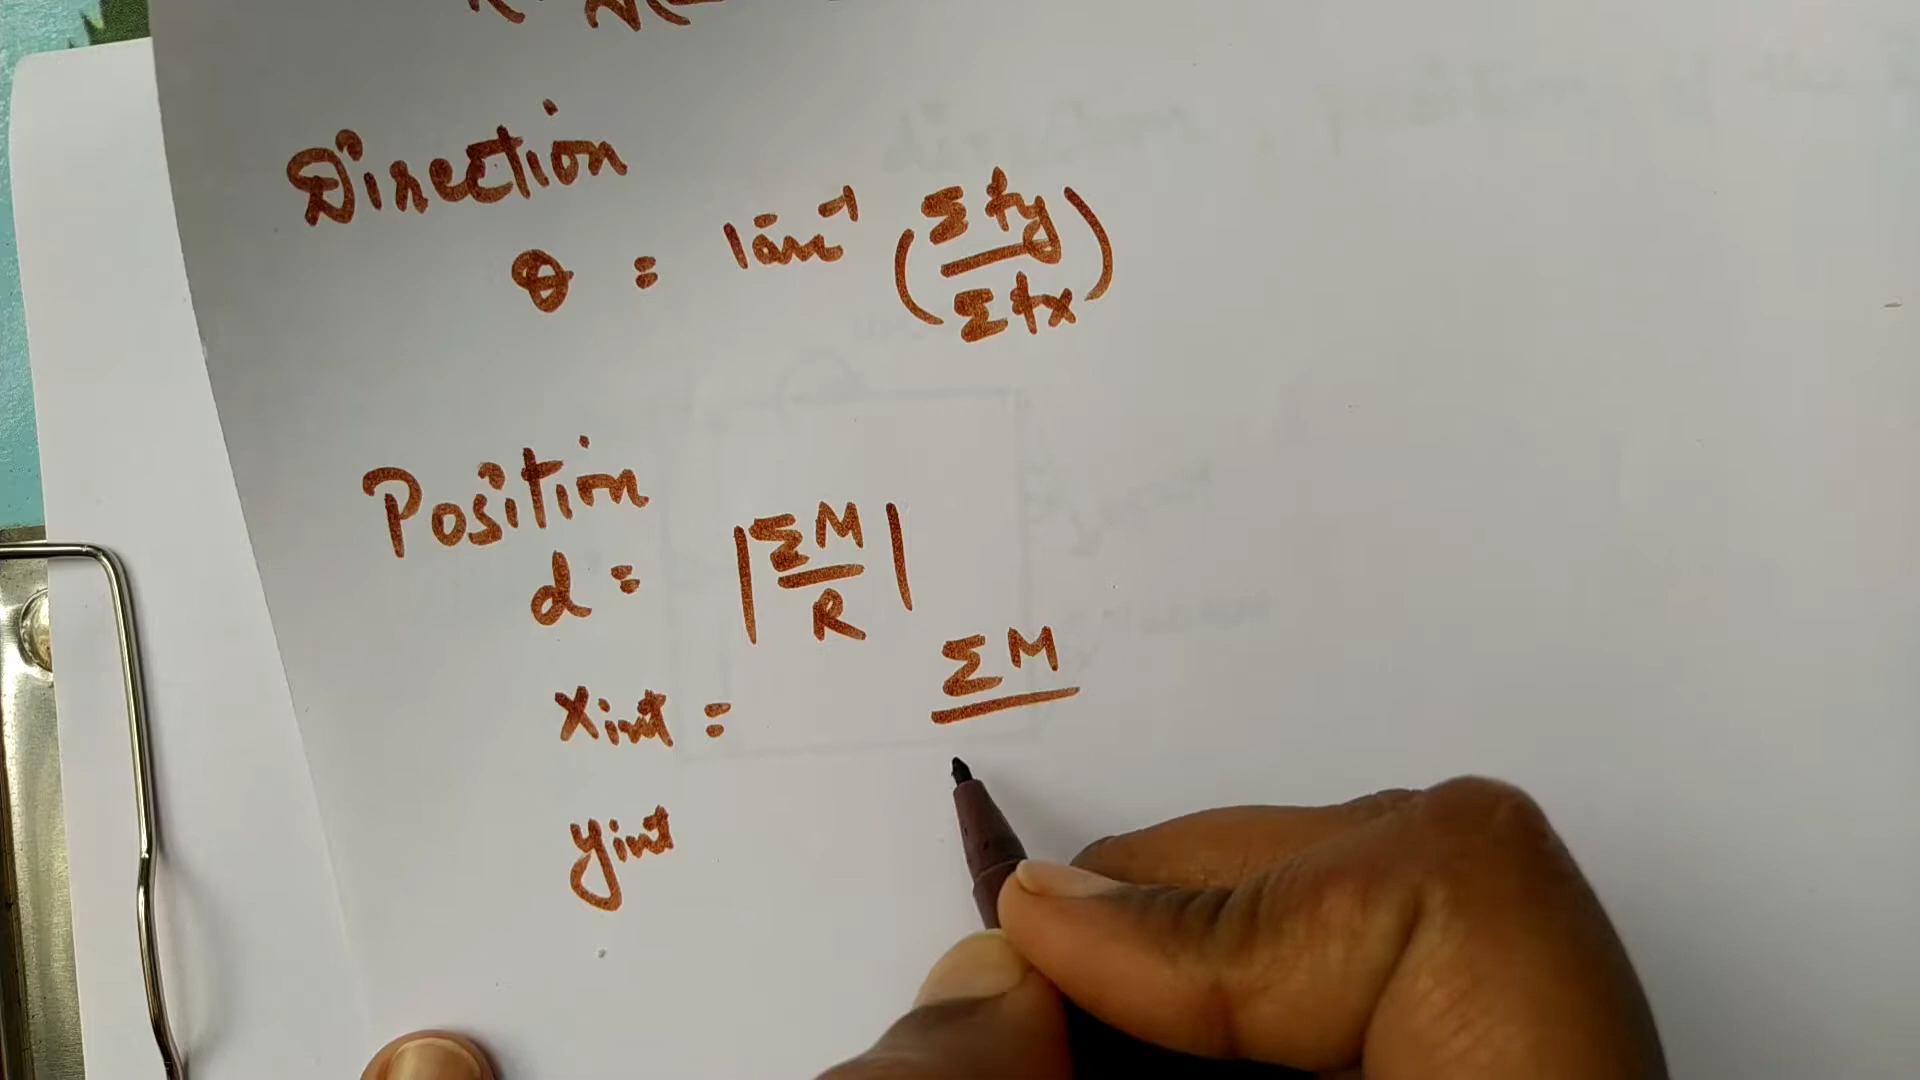 Direction
θ = tan⁻¹ (Σfy / Σfx)
Position
d = |ΣM / R|
xint = ΣM
yint